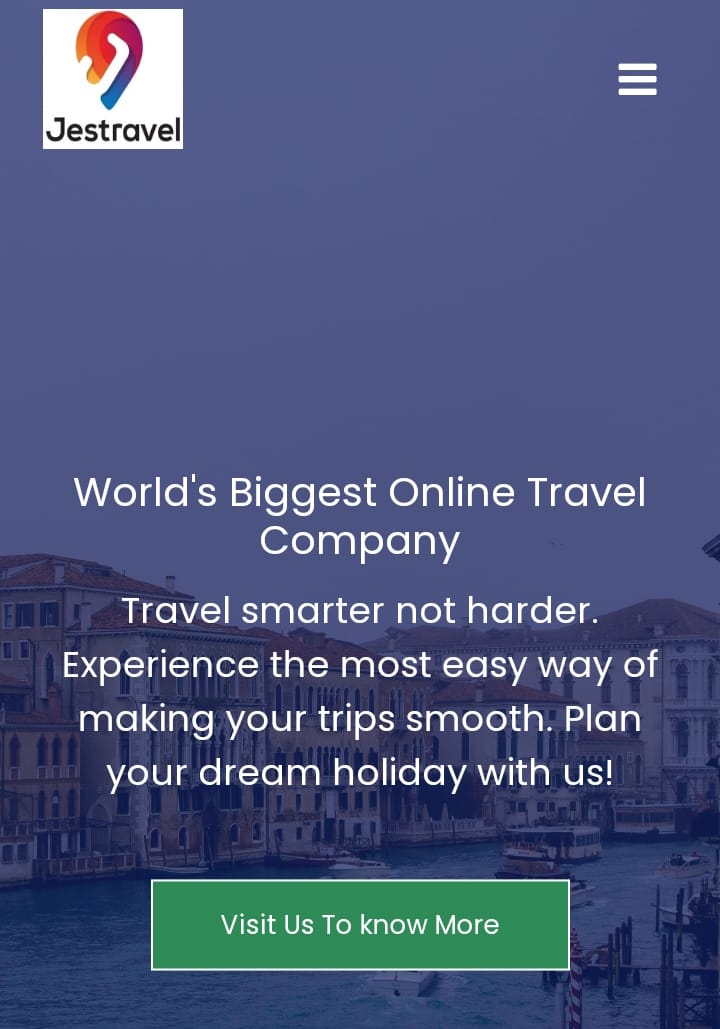 Jestravel
World's Biggest Online Travel
Company
Travel smarter not harder.
Experience the most easy way of
making your trips smooth. Plan
your dream holiday with us!
Visit Us To know More